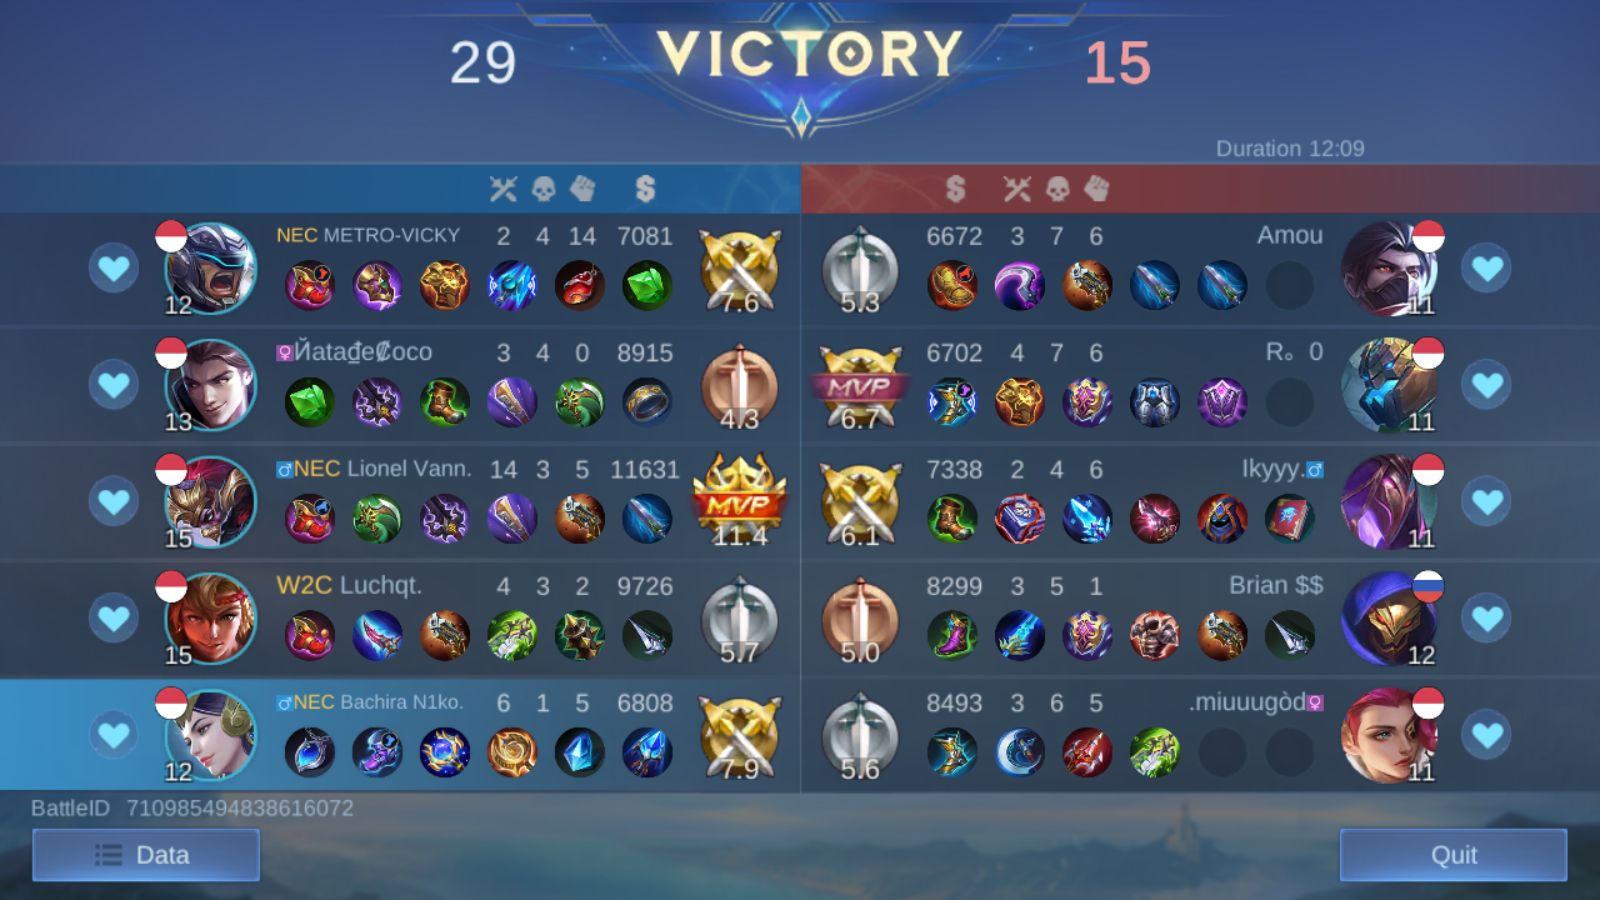 29 VICTORY 15
Duration 12:09
NEC METRO-VICKY 2 4 14 7081
12
7.6
5.3
6672 3 7 6 Amou
11
Йata₫eȻoco 3 4 0 8915
13
4.3
MVP
6.7
6702 4 7 6 R。 0
11
NEC Lionel Vann. 14 3 5 11631
15
MVP
11.4
6.1
7338 2 4 6 Ikyyy.
11
W2C Luchqt. 4 3 2 9726
15
5.7
5.0
8299 3 5 1 Brian $$
12
NEC Bachira N1ko. 6 1 5 6808
12
7.9
5.6
8493 3 6 5 .miuuugòd
11
BattleID 710985494838616072
Data
Quit